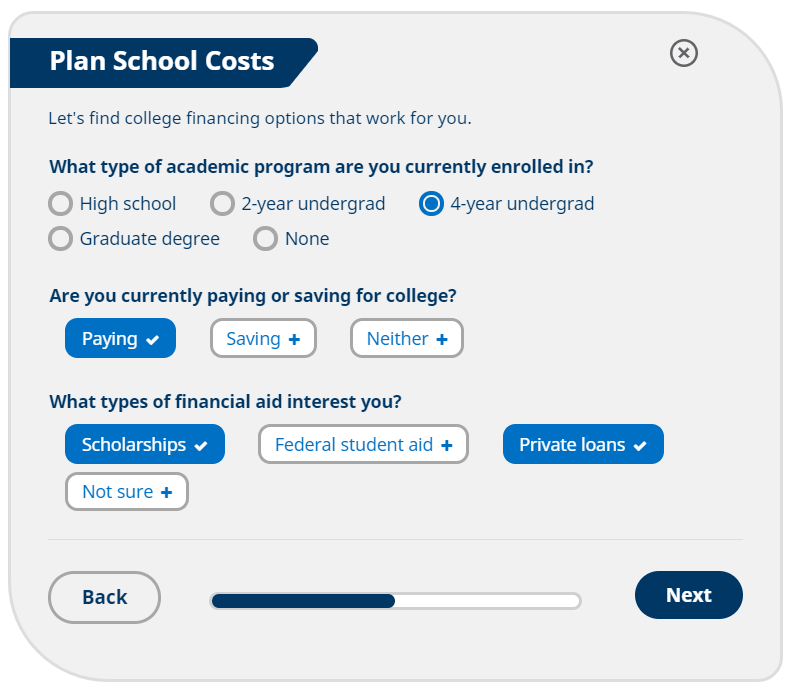 Plan School Costs
Let's find college financing options that work for you.
What type of academic program are you currently enrolled in?
High school 2-year undergrad 4-year undergrad
Graduate degree None
Are you currently paying or saving for college?
Paying Saving Neither
What types of financial aid interest you?
Scholarships Federal student aid Private loans
Not sure
Back Next